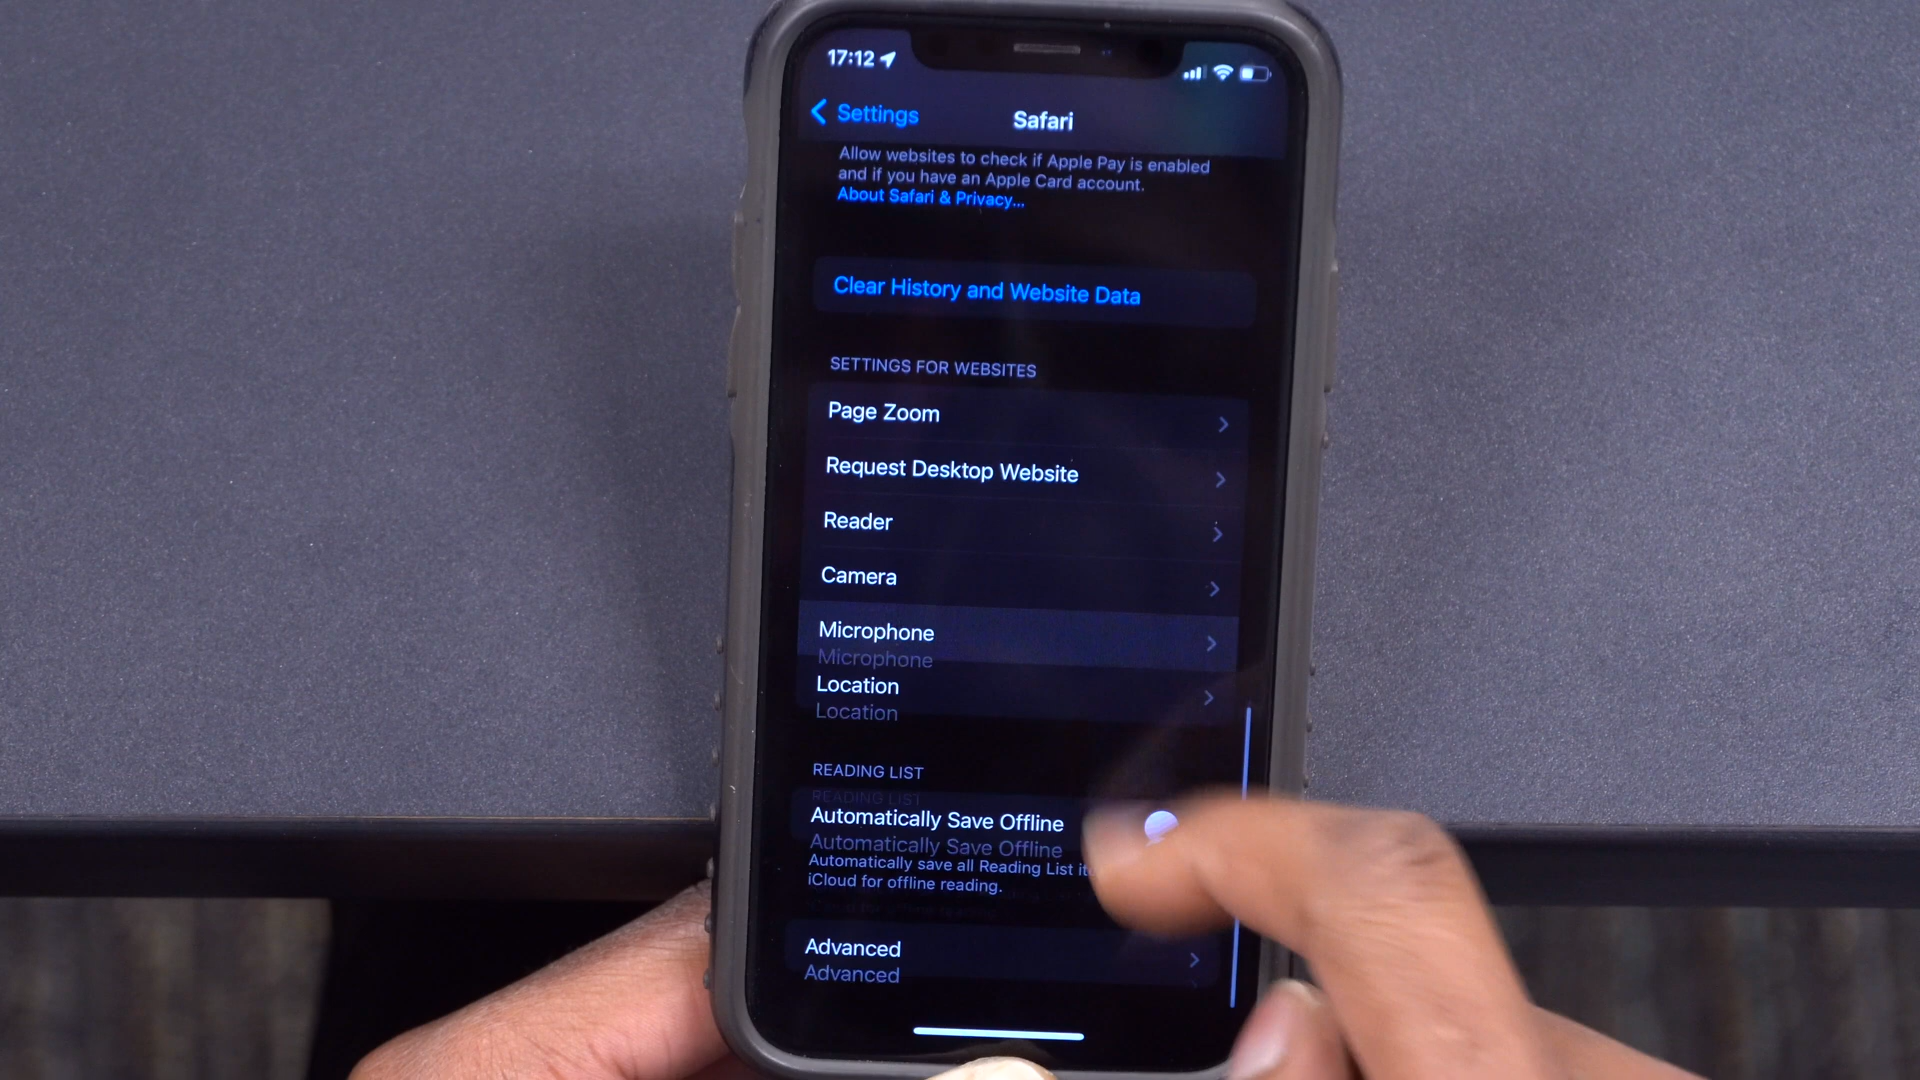 17:12
Settings
Safari
Allow websites to check if Apple Pay is enabled
and if you have an Apple Card account.
About Safari & Privacy...
Clear History and Website Data
SETTINGS FOR WEBSITES
Page Zoom
Request Desktop Website
Reader
Camera
Microphone
Microphone
Location
Location
READING LIST
READING LIST
Automatically Save Offline
Automatically Save Offline
Automatically save all Reading List
iCloud for offline reading.
Advanced
Advanced